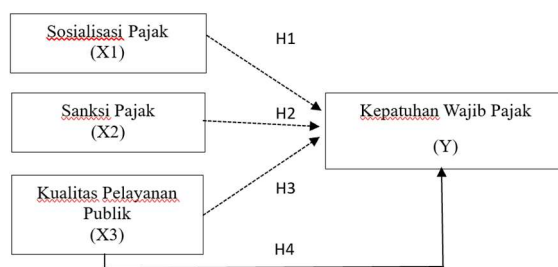 Sosialisasi Pajak
(X1)
H1
Sanksi Pajak
(X2)
H2
Kepatuhan Wajib Pajak
(Y)
Kualitas Pelayanan
Publik
(X3)
H3
H4